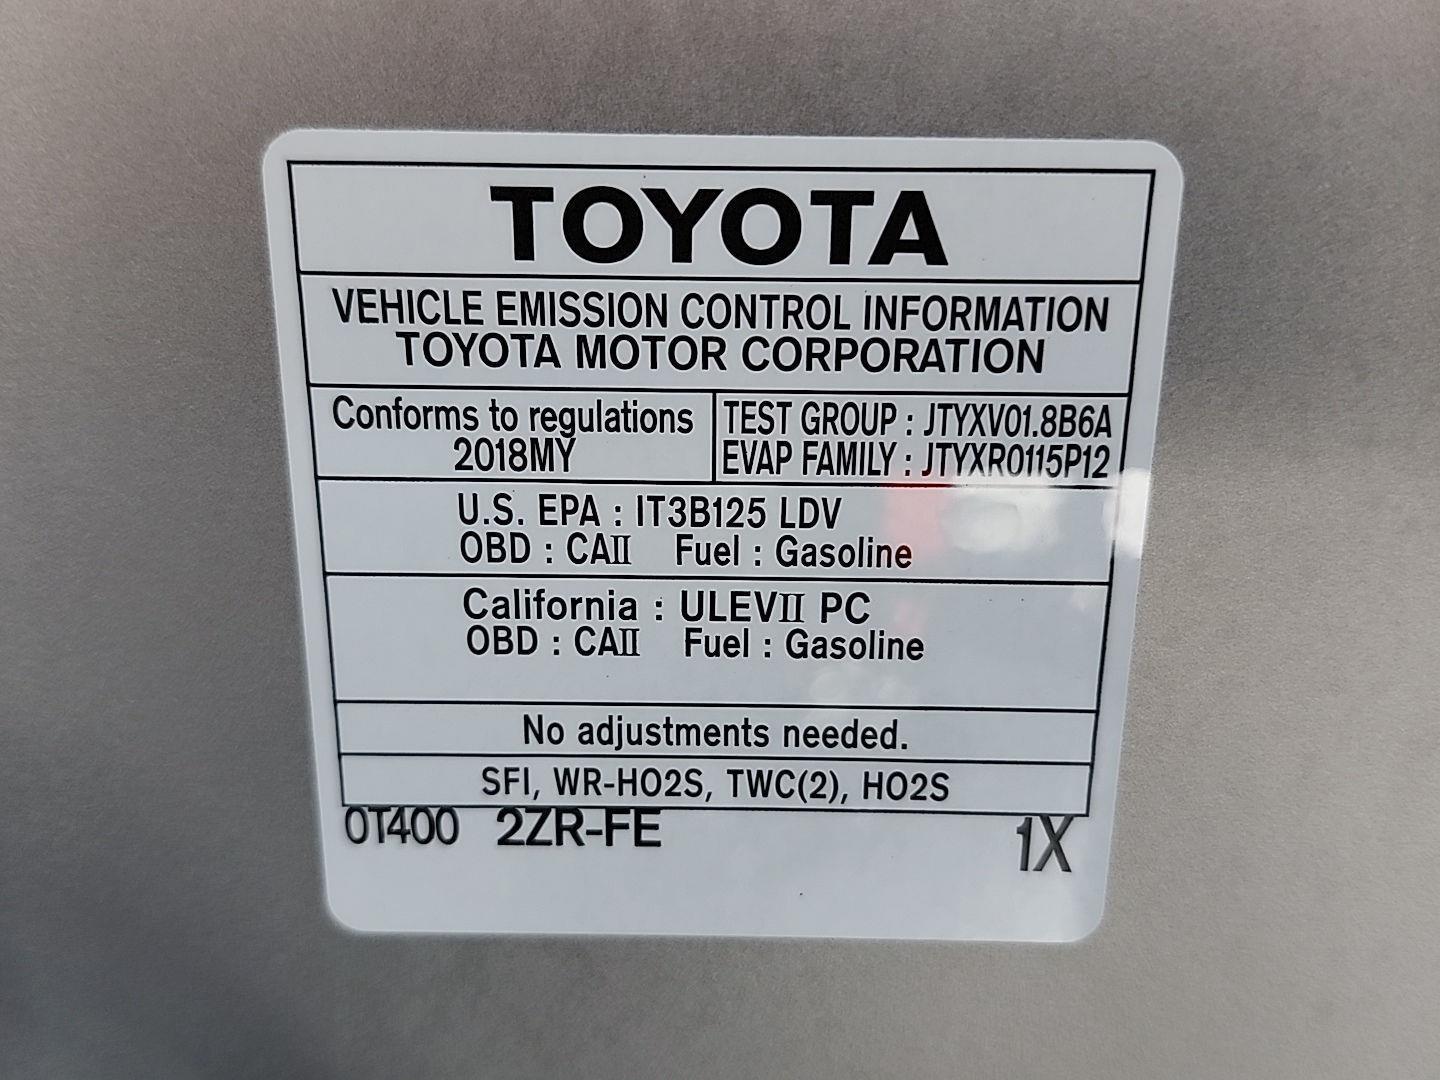 TOYOTA
VEHICLE EMISSION CONTROL INFORMATION
TOYOTA MOTOR CORPORATION
Conforms to regulations
2018MY
TEST GROUP : JTYXV01.8B6A
EVAP FAMILY : JTYXR0115P12
U.S. EPA : IT3B125 LDV
OBD : CAII Fuel : Gasoline
California : ULEVII PC
OBD : CAII Fuel : Gasoline
No adjustments needed.
SFI, WR-HO2S, TWC(2), HO2S
0T400 2ZR-FE 1X